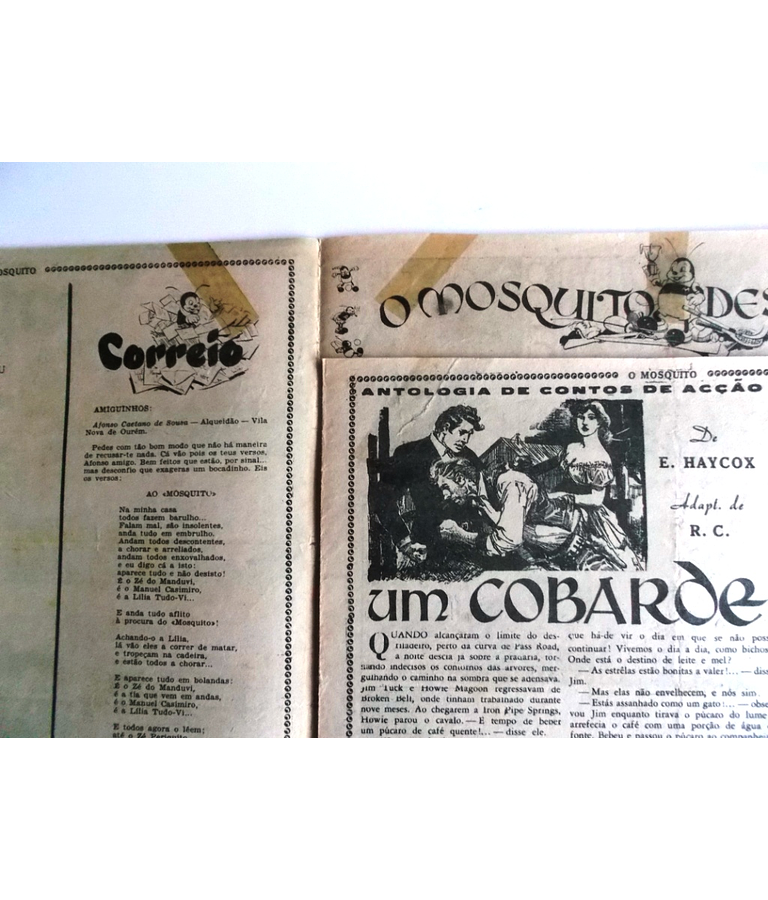 OSQUITO
U
Correio
AMIGUINHOS:
Afonso Caetano de Sousa — Alqueidão — Vila
Nova de Ourém.
Pedes com tão bom modo que não há maneira
de recusar-te nada. Cá vão pois os teus versos,
Afonso amigo. Bem feitos que estão, por sinal...
mas desconfio que exageras um bocadinho. Eis
os versos:
AO «MOSQUITO»
Na minha casa
todos fazem barulho...
Falam mal, são insolentes,
anda tudo em embrulho.
Andam todos descontentes,
a chorar e arreliados,
andam todos enxovalhados,
e eu digo cá a isto:
aparece tudo e não desisto!
É o Zé do Manduvi,
é o Manuel Casimiro,
é a Lília Tudo-Vi...
E anda tudo aflito
à procura do «Mosquito»!
Achando-o a Lília,
lá vão eles a correr de matar,
e tropeçam na cadeira,
e estão todos a chorar...
E aparece tudo em bolandas:
É o Zé do Manduvi,
é a tia que vem em andas,
é o Manuel Casimiro,
é a Lília Tudo-Vi...
E todos agora o lêem;
até o Zé
O MOSQUITO DES
O MOSQUITO
ANTOLOGIA DE CONTOS DE ACÇÃO
De
E. HAYCOX
Adapt. de
R. C.
um COBARDE
QUANDO alcançaram o limite do des-
filadeiro, perto da curva de Pass Road,
a noite descia já sobre a pradaria, tor-
nando indecisos os contornos das árvores, mer-
gulhando o caminho na sombra que se adensava.
Jim Tuck e Howie Magoon regressavam de
Broken Belt, onde tinham trabalhado durante
nove meses. Ao chegarem a Iron Pipe Springs,
Howie parou o cavalo. — É tempo de beber
um púcaro de café quente!... — disse ele.
que há-de vir o dia em que se não poss
continuar! Vivemos o dia a dia, como bichos
Onde está o destino de leite e mel?
— As estrêlas estão bonitas a valer!... — diss
Jim.
— Mas elas não envelhecem, e nós sim.
— Estás assanhado como um gato!... — obse
vou Jim enquanto tirava o púcaro do lume
arrefecia o café com uma porção de água
fonte. Bebeu e passou o púcaro ao companhei